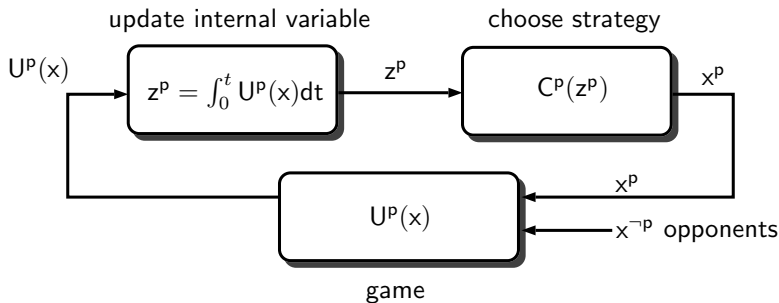 update internal variable
choose strategy
Uᵖ(x)
zᵖ = ∫₀ᵗ Uᵖ(x)dt
zᵖ
Cᵖ(zᵖ)
xᵖ
xᵖ
Uᵖ(x)
x¬ᵖ opponents
game